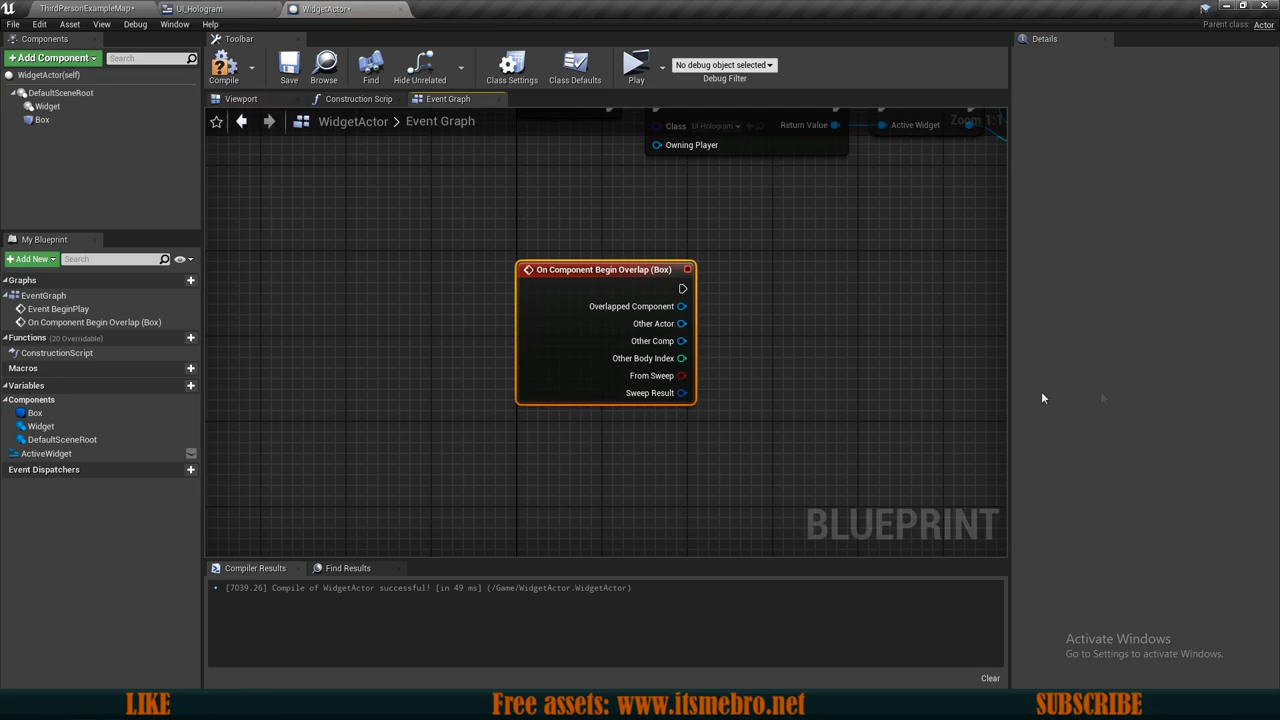 ThirdPersonExampleMap*
UI_Hologram
WidgetActor*
File Edit Asset View Debug Window Help
Parent class: Actor
Components
Toolbar
Details
+Add Component
Search
WidgetActor(self)
DefaultSceneRoot
Widget
Box
Compile
Save
Browse
Find
Hide Unrelated
Class Settings
Class Defaults
Play
No debug object selected
Debug Filter
Viewport
Construction Scrip
Event Graph
WidgetActor > Event Graph
Zoom 1:1
Class UI Hologram
Return Value
Active Widget
Owning Player
On Component Begin Overlap (Box)
Overlapped Component
Other Actor
Other Comp
Other Body Index
From Sweep
Sweep Result
BLUEPRINT
My Blueprint
+Add New
Search
Graphs
EventGraph
Event BeginPlay
On Component Begin Overlap (Box)
Functions (20 Overridable)
ConstructionScript
Macros
Variables
Components
Box
Widget
DefaultSceneRoot
ActiveWidget
Event Dispatchers
Compiler Results
Find Results
[7039.26] Compile of WidgetActor successful! [in 49 ms] (/Game/WidgetActor.WidgetActor)
Clear
Activate Windows
Go to Settings to activate Windows.
LIKE
Free assets: www.itsmebro.net
SUBSCRIBE